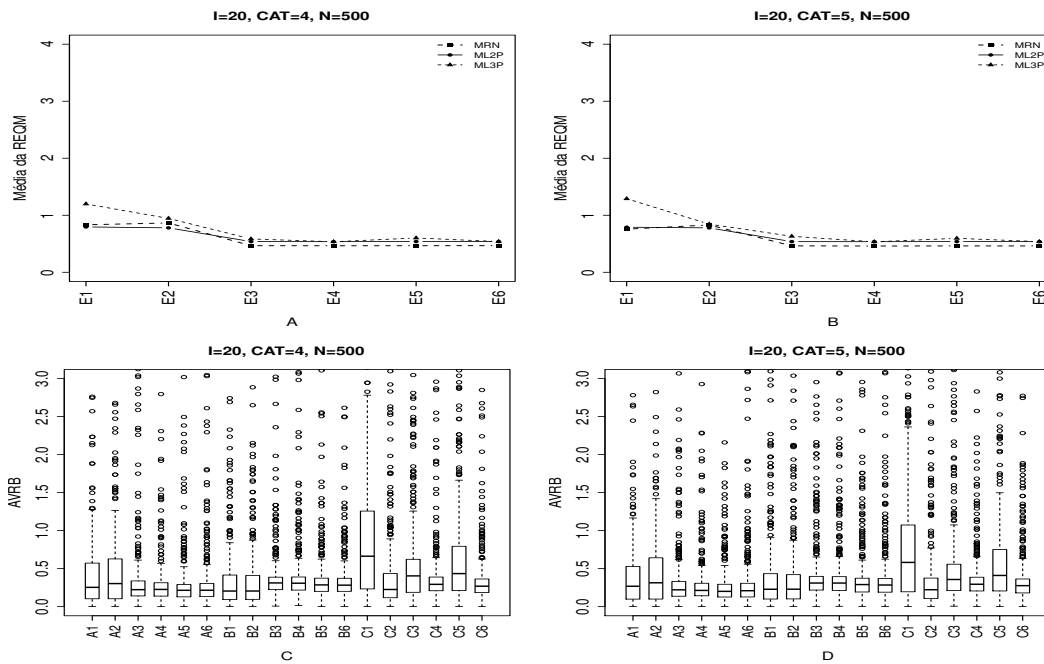 I=20, CAT=4, N=500
Média da REQM
4
3
2
1
0
MRN
ML2P
ML3P
E1 E2 E3 E4 E5 E6
A
I=20, CAT=5, N=500
Média da REQM
4
3
2
1
0
MRN
ML2P
ML3P
E1 E2 E3 E4 E5 E6
B
I=20, CAT=4, N=500
AVRB
3.0
2.5
2.0
1.5
1.0
0.5
0.0
A1 A2 A3 A4 A5 A6 B1 B2 B3 B4 B5 B6 C1 C2 C3 C4 C5 C6
C
I=20, CAT=5, N=500
AVRB
3.0
2.5
2.0
1.5
1.0
0.5
0.0
A1 A2 A3 A4 A5 A6 B1 B2 B3 B4 B5 B6 C1 C2 C3 C4 C5 C6
D